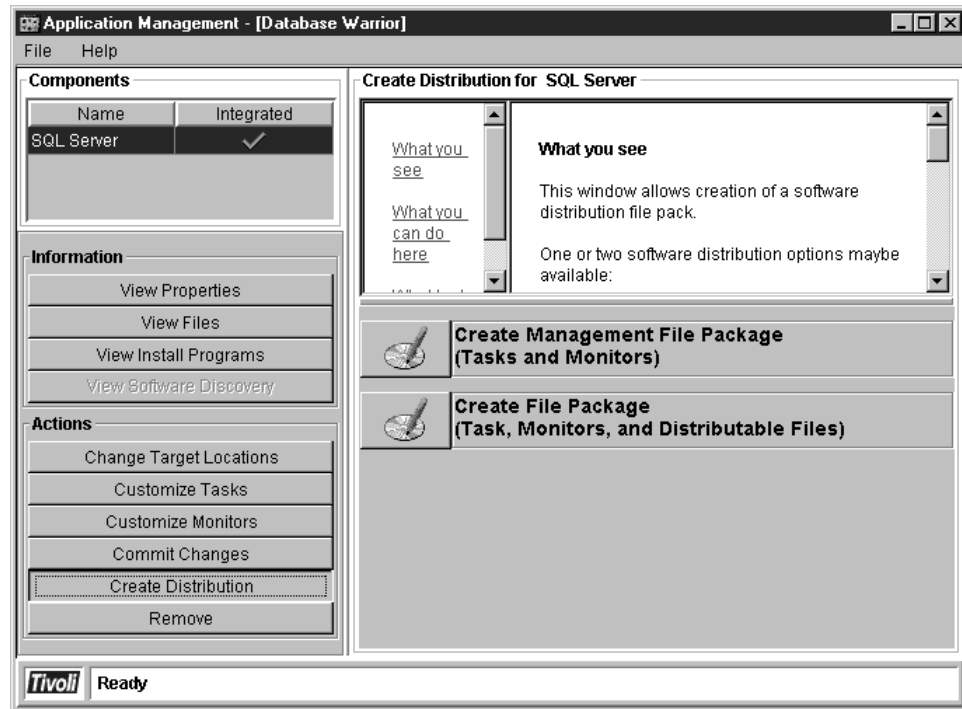 Application Management - [Database Warrior]
File Help
Components
Name Integrated
SQL Server
Information
View Properties
View Files
View Install Programs
View Software Discovery
Actions
Change Target Locations
Customize Tasks
Customize Monitors
Commit Changes
Create Distribution
Remove
Create Distribution for SQL Server
What you
see
What you
can do
here
What you see
This window allows creation of a software
distribution file pack.
One or two software distribution options maybe
available:
Create Management File Package
(Tasks and Monitors)
Create File Package
(Task, Monitors, and Distributable Files)
Tivoli Ready